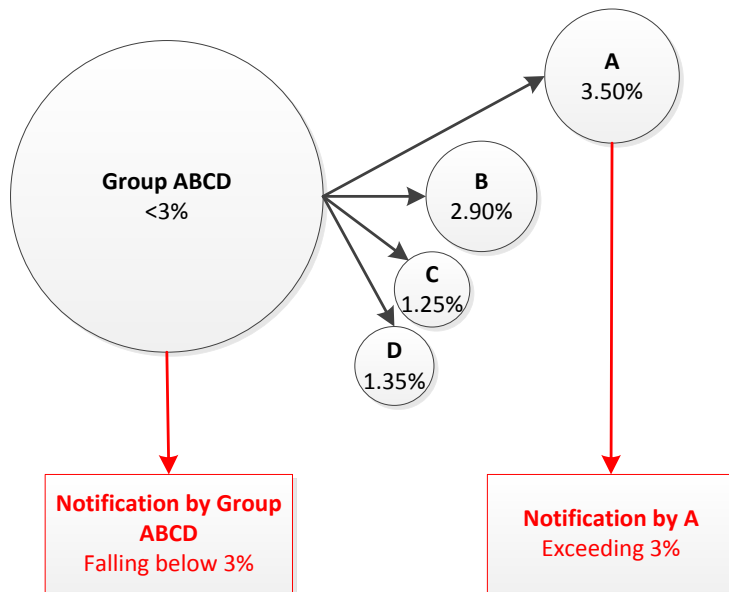 Group ABCD
<3%
A
3.50%
B
2.90%
C
1.25%
D
1.35%
Notification by Group
ABCD
Falling below 3%
Notification by A
Exceeding 3%